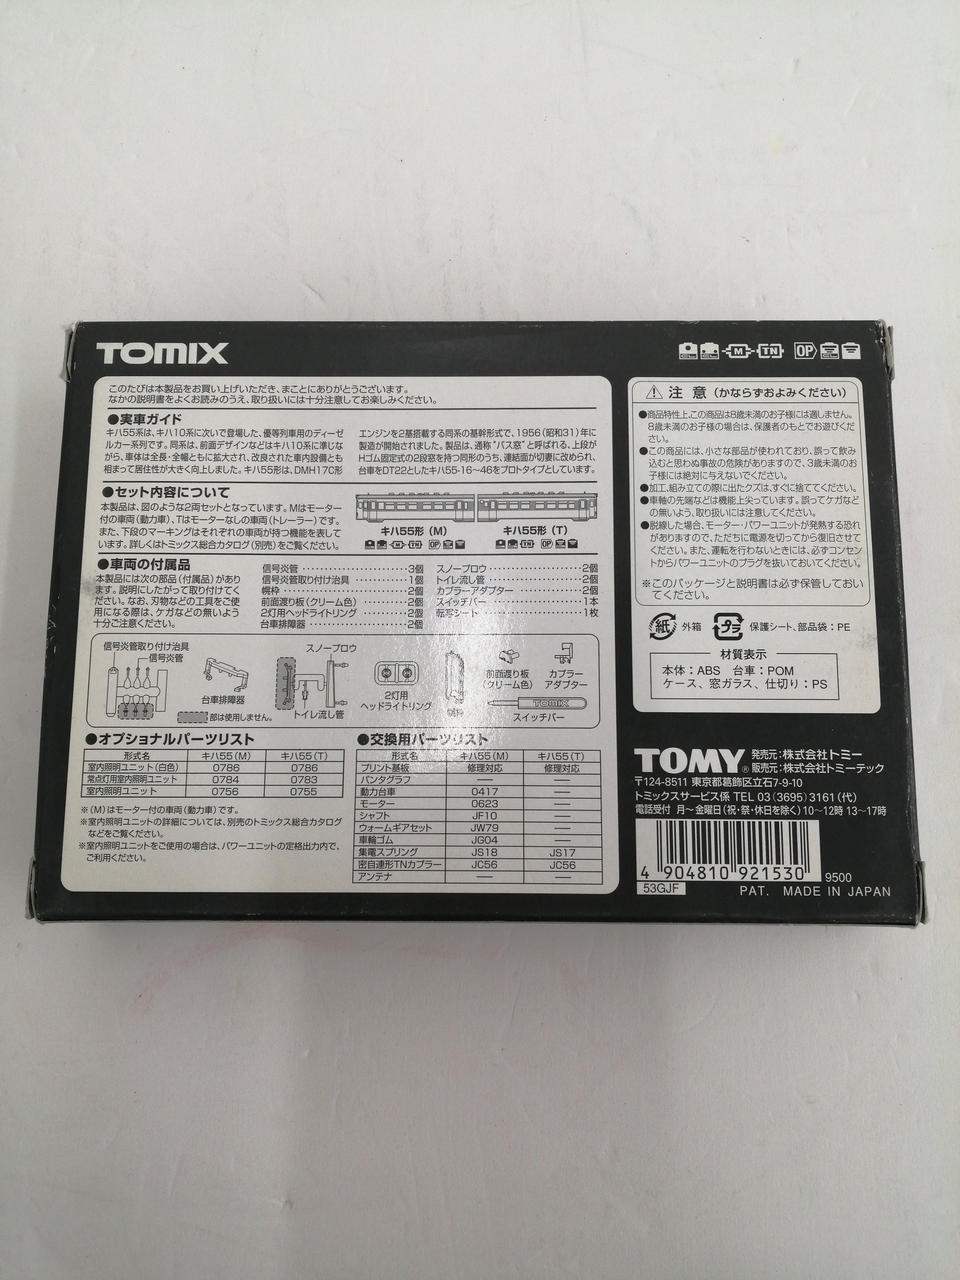 TOMIX
CL CL M TN OP CL
このたびは本製品をお買い上げいただき、まことにありがとうございます。
なかの説明書をよくお読みのうえ、取り扱いには十分注意してお楽しみください。
●実車ガイド
キハ55系は、キハ10系に次いで登場した、優等列車用のディーゼ
ルカー系列です。同系は、前面デザインなどはキハ10系に準じなが
ら、車体は全長・全幅ともに拡大され、改良された車内設備とも
相まって居住性が大きく向上しました。キハ55形は、DMH17C形
エンジンを2基搭載する同系の基幹形式で、1956(昭和31)年に
製造が開始されました。製品は、通称"バス窓"と呼ばれる、上段が
Hゴム固定式の2段窓を持つ同形のうち、連結面が切妻に改められ、
台車をDT22としたキハ55-16〜46をプロトタイプとしています。
●セット内容について
本製品は、図のような2両セットとなっています。Mはモーター
付の車両(動力車)、Tはモーターなしの車両(トレーラー)です。
また、下段のマーキングはそれぞれの車両が持つ機能を表して
います。詳しくはトミックス総合カタログ(別売)をご覧ください。
キハ55形(M) キハ55形(T)
●車両の付属品
本製品には次の部品(付属品)があり
ます。説明にしたがって取り付けてく
ださい。なお、刃物などの工具をご使
用になる際は、ケガなどの無いよう
十分ご注意ください。
信号炎管 3個
信号炎管取り付け治具 1個
幌枠 2個
前面渡り板(クリーム色) 2個
2灯用ヘッドライトリング 2個
台車排障器 2個
スノープロウ 2個
トイレ流し管 2個
カプラーアダプター 2個
スイッチバー 1本
転写シート 1枚
信号炎管取り付け治具
信号炎管
台車排障器
部は使用しません。
スノープロウ
トイレ流し管
2灯用
ヘッドライトリング
幌枠
前面渡り板
(クリーム色)
カプラー
アダプター
TOMIX
スイッチバー
●オプショナルパーツリスト
形式名 キハ55(M) キハ55(T)
室内照明ユニット(白色) 0786 0786
常点灯用室内照明ユニット 0784 0783
室内照明ユニット 0756 0755
※(M)はモーター付の車両(動力車)です。
※室内照明ユニットの詳細については、別売のトミックス総合カタログ
などをご覧ください。
※室内照明ユニットをご使用の場合は、パワーユニットの定格出力内で、
ご利用ください。
●交換用パーツリスト
形式名 キハ55(M) キハ55(T)
プリント基板 修理対応 修理対応
パンタグラフ — —
動力台車 0417 —
モーター 0623 —
シャフト JF10 —
ウォームギアセット JW79 —
車輪ゴム JG04 —
集電スプリング JS18 JS17
密自連形TNカプラー JC56 JC56
アンテナ — —
注意(かならずおよみください)
●商品特性上、この商品は8歳未満のお子様には適しません。
8歳未満のお子様の場合は、保護者のもとでお遊びくだ
さい。
●この商品には、小さな部品が使われており、誤って飲み
込むと思わぬ事故の危険がありますので、3歳未満のお
子様には絶対に与えないでください。
●加工、組み立ての際に出たクズは、すぐに捨ててください。
●車軸の先端などは機能上尖っています。誤ってケガなど
の無いよう、取り扱いには注意してください。
●脱線した場合、モーター・パワーユニットが発熱する恐れ
がありますので、ただちに電源を切ってから復旧させて
ください。また、運転を行わないときには、必ずコンセン
トからパワーユニットのプラグを抜いておいてください。
※このパッケージと説明書は必ず保管しておい
てください。
紙 外箱 プラ 保護シート、部品袋:PE
材質表示
本体:ABS 台車:POM
ケース、窓ガラス、仕切り:PS
TOMY® 発売元:株式会社トミー
販売元:株式会社トミーテック
〒124-8511 東京都葛飾区立石7-9-10
トミックスサービス係 TEL 03(3695)3161(代)
電話受付 月〜金曜日(祝・祭・休日を除く)10〜12時 13〜17時
4 904810 921530
9500
53GJF
PAT. MADE IN JAPAN